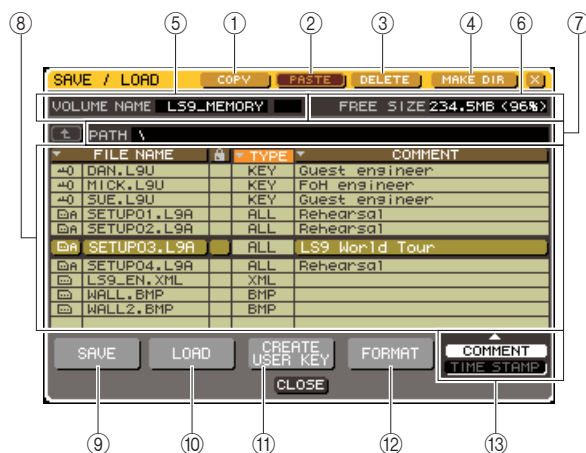 ⑧ ⑤ ① ② ③ ④ ⑥ ⑦
SAVE / LOAD COPY PASTE DELETE MAKE DIR X
VOLUME NAME LS9_MEMORY FREE SIZE 234.5MB (96%)
PATH \
FILE NAME TYPE COMMENT
DAN.L9U KEY Guest engineer
MICK.L9U KEY FoH engineer
SUE.L9U KEY Guest engineer
SETUP01.L9A ALL Rehearsal
SETUP02.L9A ALL Rehearsal
SETUP03.L9A ALL LS9 World Tour
SETUP04.L9A ALL Rehearsal
LS9_EN.XML XML
WALL.BMP BMP
WALL2.BMP BMP
SAVE LOAD CREATE USER KEY FORMAT COMMENT
TIME STAMP
CLOSE
⑨ ⑩ ⑪ ⑫ ⑬